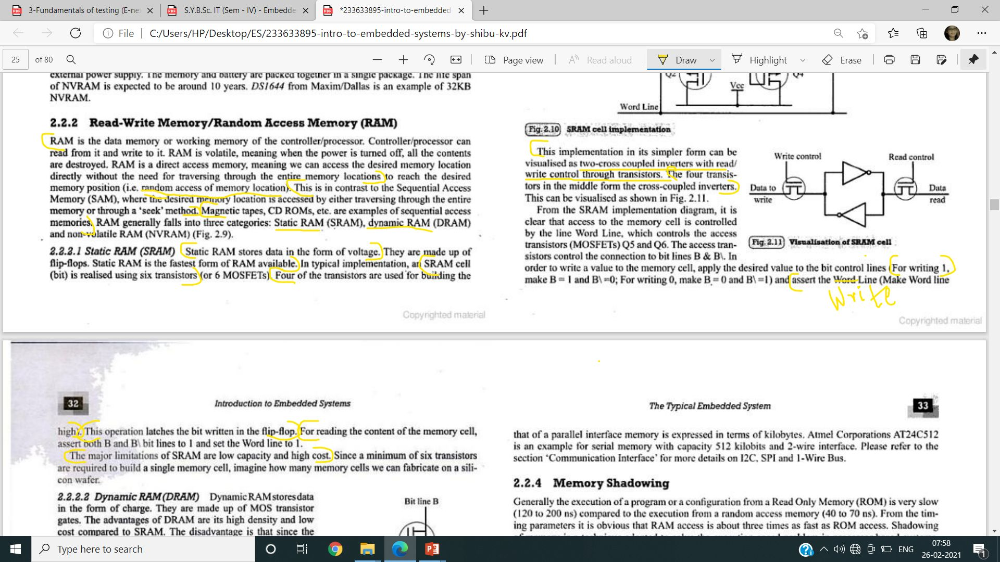 3-Fundamentals of testing (E-ne
S.Y.B.Sc. IT (Sem - IV) - Embedde
*233633895-intro-to-embedded
File
C:/Users/HP/Desktop/ES/233633895-intro-to-embedded-systems-by-shibu-kv.pdf
25 of 80
Page view
Read aloud
Draw
Highlight
Erase
external power supply. The memory and battery are packed together in a single package. The life span
of NVRAM is expected to be around 10 years. DS1644 from Maxim/Dallas is an example of 32KB
NVRAM.
2.2.2 Read-Write Memory/Random Access Memory (RAM)
RAM is the data memory or working memory of the controller/processor. Controller/processor can
read from it and write to it. RAM is volatile, meaning when the power is turned off, all the contents
are destroyed. RAM is a direct access memory, meaning we can access the desired memory location
directly without the need for traversing through the entire memory locations to reach the desired
memory position (i.e. random access of memory location). This is in contrast to the Sequential Access
Memory (SAM), where the desired memory location is accessed by either traversing through the entire
memory or through a 'seek' method. Magnetic tapes, CD ROMs, etc. are examples of sequential access
memories. RAM generally falls into three categories: Static RAM (SRAM), dynamic RAM (DRAM)
and non-volatile RAM (NVRAM) (Fig. 2.9).
2.2.2.1 Static RAM (SRAM) Static RAM stores data in the form of voltage. They are made up of
flip-flops. Static RAM is the fastest form of RAM available. In typical implementation, an SRAM cell
(bit) is realised using six transistors (or 6 MOSFETs). Four of the transistors are used for building the
Copyrighted material
Q2
Vcc
Q4
Word Line
Fig. 2.10 SRAM cell implementation
This implementation in its simpler form can be
visualised as two-cross coupled inverters with read/
write control through transistors. The four transis-
tors in the middle form the cross-coupled inverters.
This can be visualised as shown in Fig. 2.11.
From the SRAM implementation diagram, it is
clear that access to the memory cell is controlled
by the line Word Line, which controls the access
transistors (MOSFETs) Q5 and Q6. The access tran-
sistors control the connection to bit lines B & B\. In
order to write a value to the memory cell, apply the desired value to the bit control lines (For writing 1,
make B = 1 and B\ =0; For writing 0, make B = 0 and B\ =1) and assert the Word Line (Make Word line
Write control
Read control
Data to
write
Data
read
Fig. 2.11 Visualisation of SRAM cell
Write
Copyrighted material
32
Introduction to Embedded Systems
high). This operation latches the bit written in the flip-flop. For reading the content of the memory cell,
assert both B and B\ bit lines to 1 and set the Word line to 1.
The major limitations of SRAM are low capacity and high cost. Since a minimum of six transistors
are required to build a single memory cell, imagine how many memory cells we can fabricate on a sili-
con wafer.
2.2.2.2 Dynamic RAM (DRAM) Dynamic RAM stores data
in the form of charge. They are made up of MOS transistor
gates. The advantages of DRAM are its high density and low
cost compared to SRAM. The disadvantage is that since the
Bit line B
The Typical Embedded System
33
that of a parallel interface memory is expressed in terms of kilobytes. Atmel Corporations AT24C512
is an example for serial memory with capacity 512 kilobits and 2-wire interface. Please refer to the
section 'Communication Interface' for more details on I2C, SPI and 1-Wire Bus.
2.2.4 Memory Shadowing
Generally the execution of a program or a configuration from a Read Only Memory (ROM) is very slow
(120 to 200 ns) compared to the execution from a random access memory (40 to 70 ns). From the tim-
ing parameters it is obvious that RAM access is about three times as fast as ROM access. Shadowing
Type here to search
ENG
07:58
26-02-2021
1